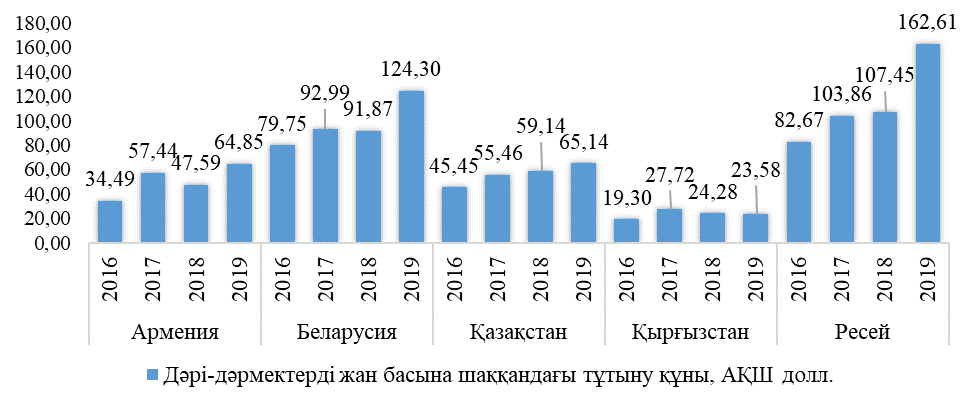 180,00
160,00
140,00
120,00
100,00
80,00
60,00
40,00
20,00
0,00
34,49 57,44 47,59 64,85 79,75 92,99 91,87 124,30 45,45 55,46 59,14 65,14 19,30 27,72 24,28 23,58 82,67 103,86 107,45 162,61
2016 2017 2018 2019 2016 2017 2018 2019 2016 2017 2018 2019 2016 2017 2018 2019 2016 2017 2018 2019
Армения Беларусия Қазақстан Қырғызстан Ресей
Дәрі-дәрмектерді жан басына шаққандағы тұтыну құны, АҚШ долл.